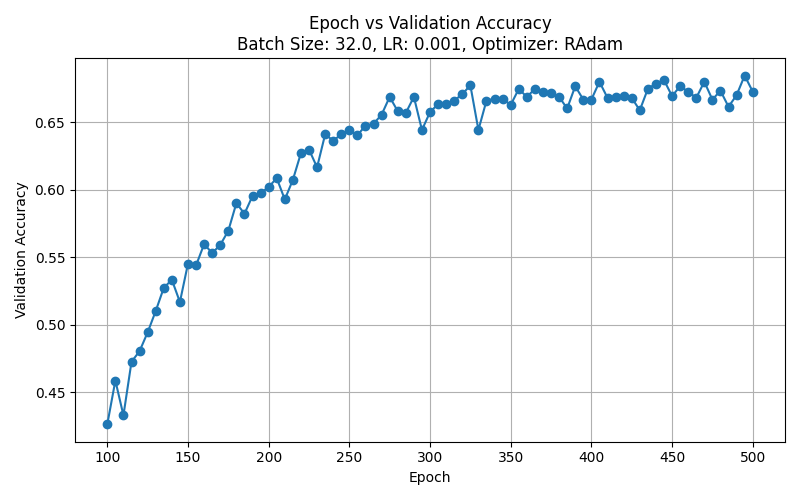 Epoch vs Validation Accuracy
Batch Size: 32.0, LR: 0.001, Optimizer: RAdam
Validation Accuracy
0.65
0.60
0.55
0.50
0.45
100 150 200 250 300 350 400 450 500
Epoch